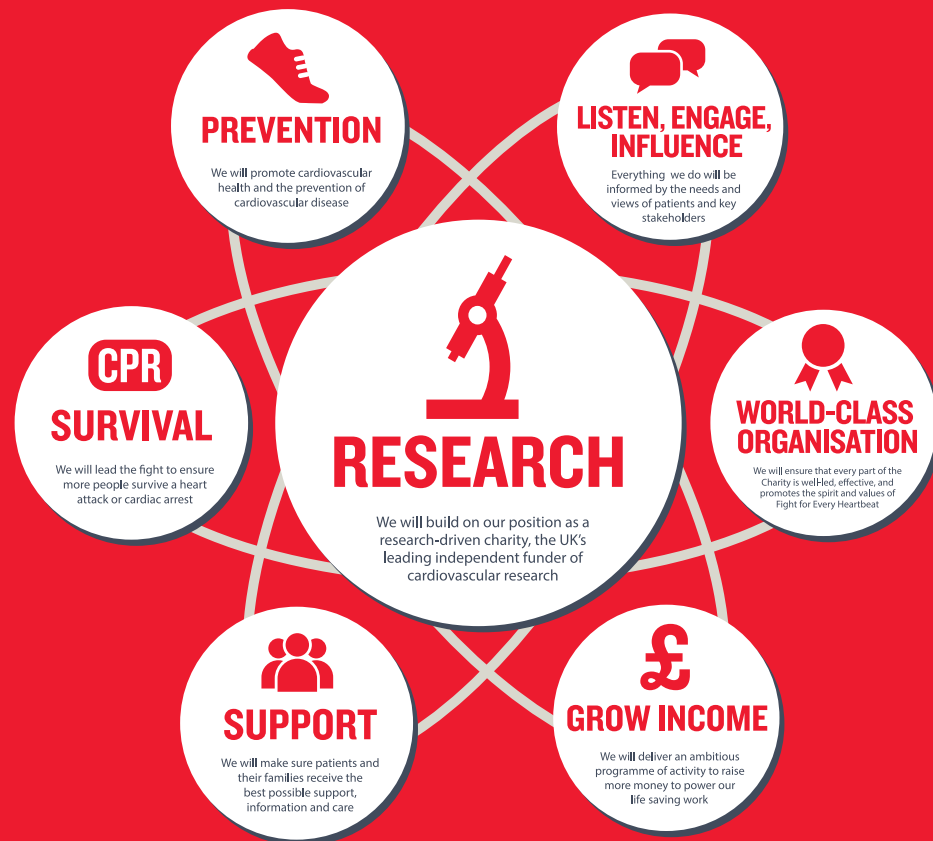 PREVENTION
We will promote cardiovascular
health and the prevention of
cardiovascular disease
LISTEN, ENGAGE,
INFLUENCE
Everything we do will be
informed by the needs and
views of patients and key
stakeholders
CPR
SURVIVAL
We will lead the fight to ensure
more people survive a heart
attack or cardiac arrest
RESEARCH
We will build on our position as a
research-driven charity, the UK's
leading independent funder of
cardiovascular research
WORLD-CLASS
ORGANISATION
We will ensure that every part of the
Charity is well-led, effective, and
promotes the spirit and values of
Fight for Every Heartbeat
SUPPORT
We will make sure patients and
their families receive the
best possible support,
information and care
£
GROW INCOME
We will deliver an ambitious
programme of activity to raise
more money to power our
life saving work